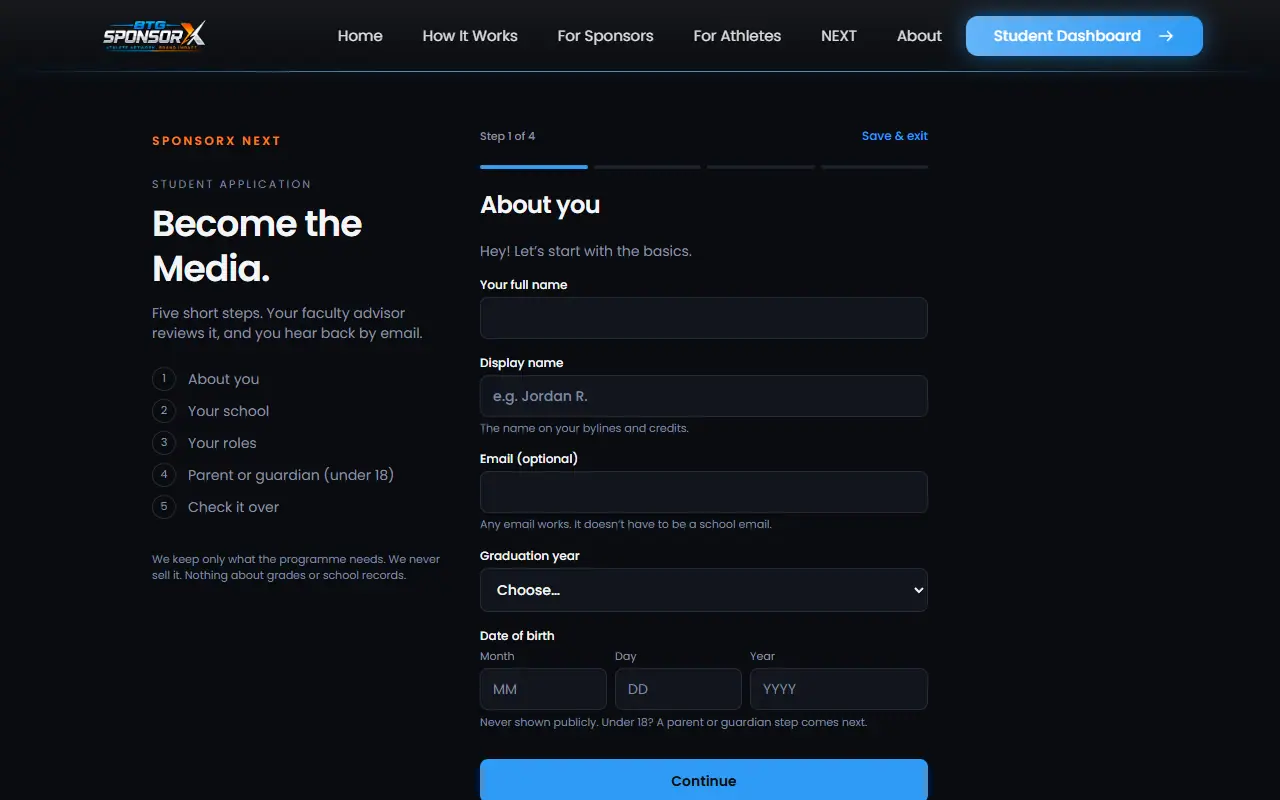 BTG
SPONSORX
Home
How It Works
For Sponsors
For Athletes
NEXT
About
Student Dashboard →
SPONSORX NEXT
STUDENT APPLICATION
Become the
Media.
Five short steps. Your faculty advisor
reviews it, and you hear back by email.
1 About you
2 Your school
3 Your roles
4 Parent or guardian (under 18)
5 Check it over
We keep only what the programme needs. We never
sell it. Nothing about grades or school records.
Step 1 of 4
Save & exit
About you
Hey! Let’s start with the basics.
Your full name
Display name
e.g. Jordan R.
The name on your bylines and credits.
Email (optional)
Any email works. It doesn’t have to be a school email.
Graduation year
Choose…
Date of birth
Month Day Year
MM DD YYYY
Never shown publicly. Under 18? A parent or guardian step comes next.
Continue